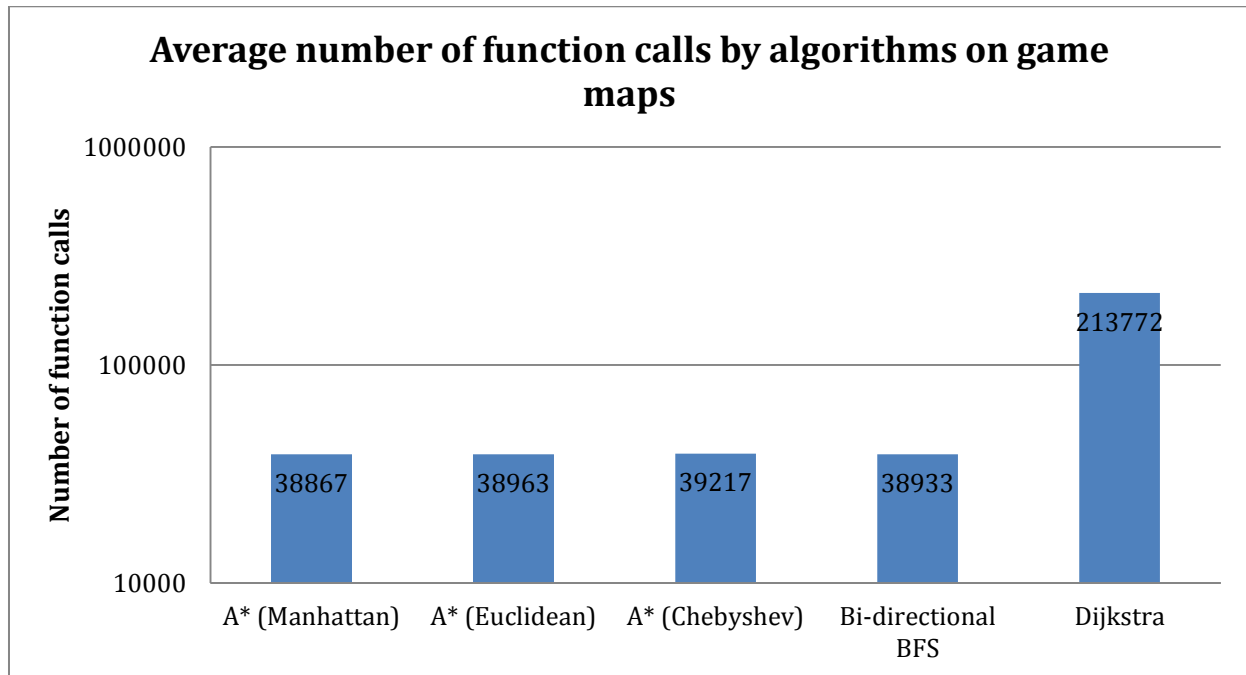 Average number of function calls by algorithms on game
maps
Number of function calls
1000000
100000
10000
38867
38963
39217
38933
213772
A* (Manhattan)
A* (Euclidean)
A* (Chebyshev)
Bi-directional
BFS
Dijkstra